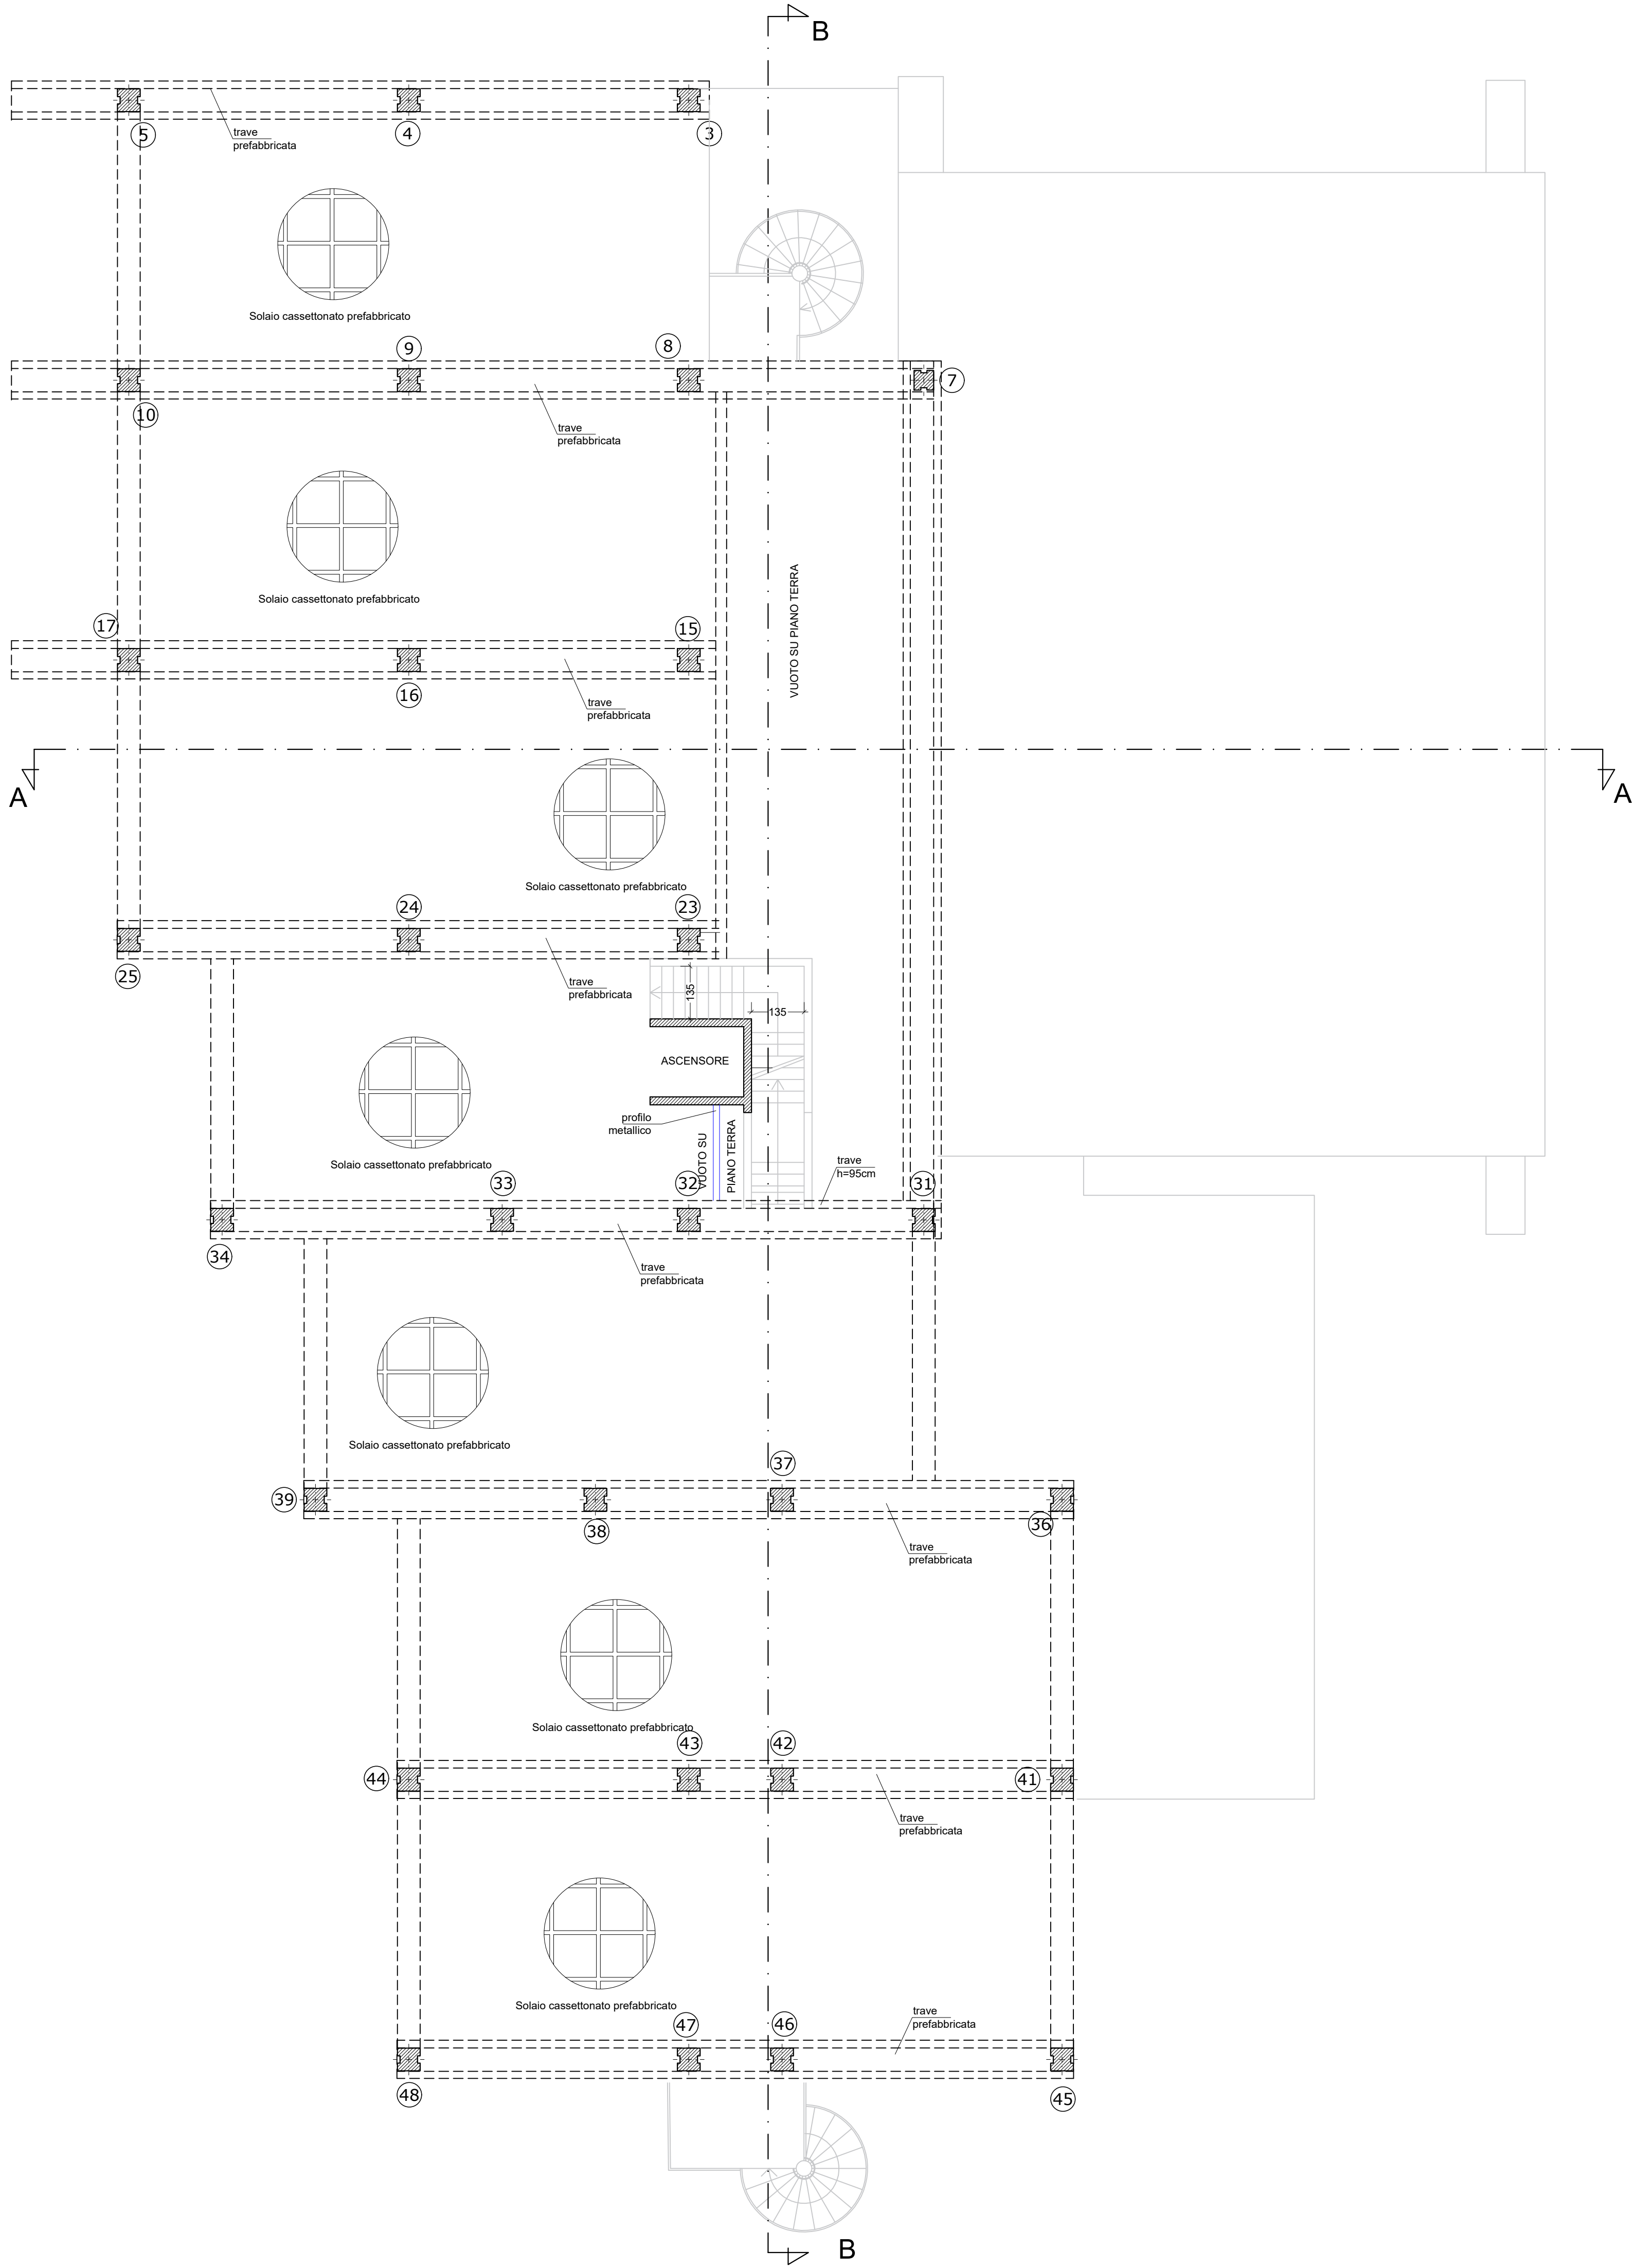 B
5
trave
prefabbricata
4
3
Solaio cassettonato prefabbricato
9
8
7
10
trave
prefabbricata
VUOTO SU PIANO TERRA
Solaio cassettonato prefabbricato
17
15
16
trave
prefabbricata
A
A
Solaio cassettonato prefabbricato
24
23
25
trave
prefabbricata
135
135
ASCENSORE
profilo
metallico
VUOTO SU
PIANO TERRA
trave
h=95cm
Solaio cassettonato prefabbricato
33
32
31
34
trave
prefabbricata
Solaio cassettonato prefabbricato
37
39
38
36
trave
prefabbricata
Solaio cassettonato prefabbricato
43
42
44
41
trave
prefabbricata
Solaio cassettonato prefabbricato
trave
prefabbricata
47
46
48
45
B